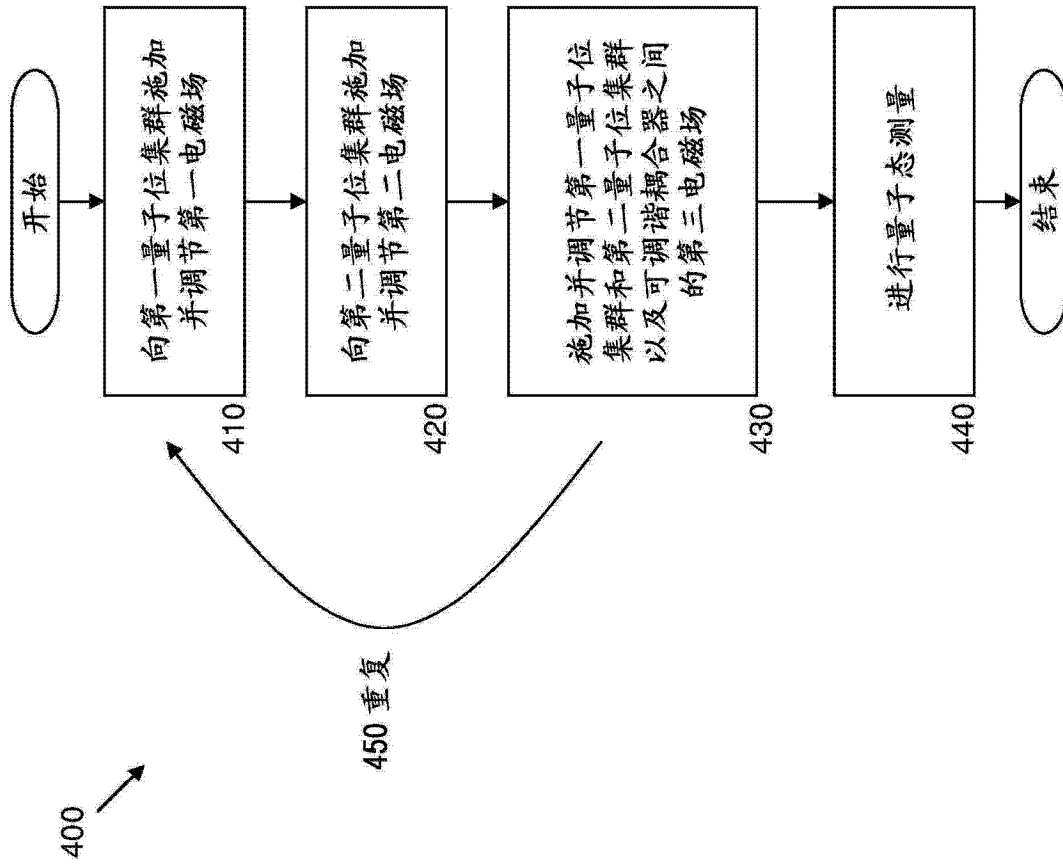 400
开始
向第一量子位集群施加
并调节第一电磁场
410
向第二量子位集群施加
并调节第二电磁场
420
施加并调节第一量子位
集群和第二量子位集群
以及可调谐耦合器之间
的第三电磁场
430
450 重复
进行量子态测量
440
结束